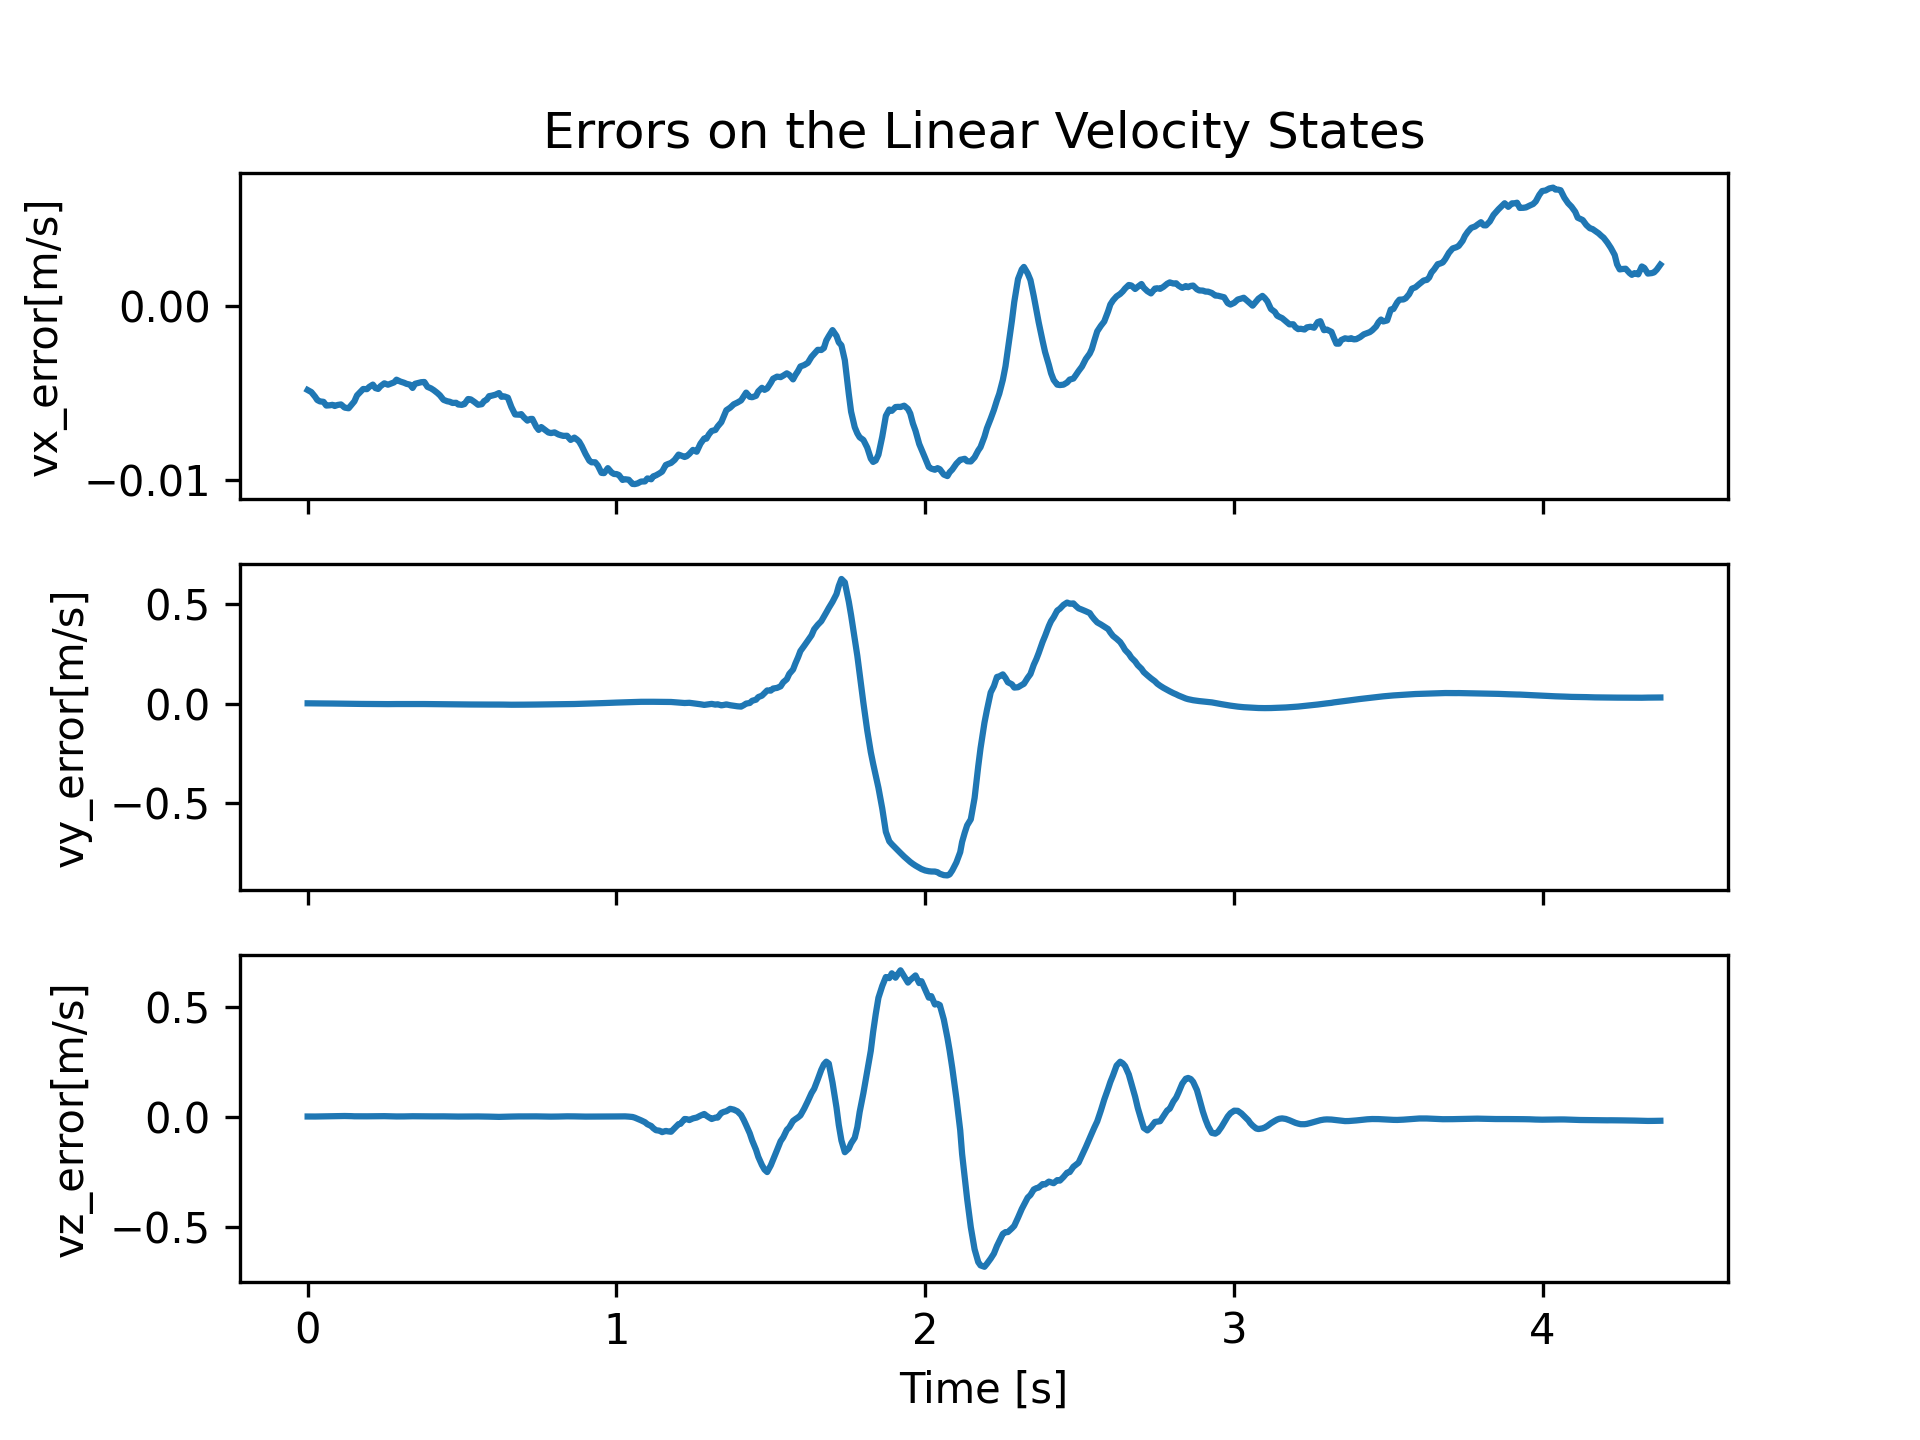 Errors on the Linear Velocity States
vx_error[m/s]
0.00
−0.01
vy_error[m/s]
0.5
0.0
−0.5
vz_error[m/s]
0.5
0.0
−0.5
0 1 2 3 4
Time [s]